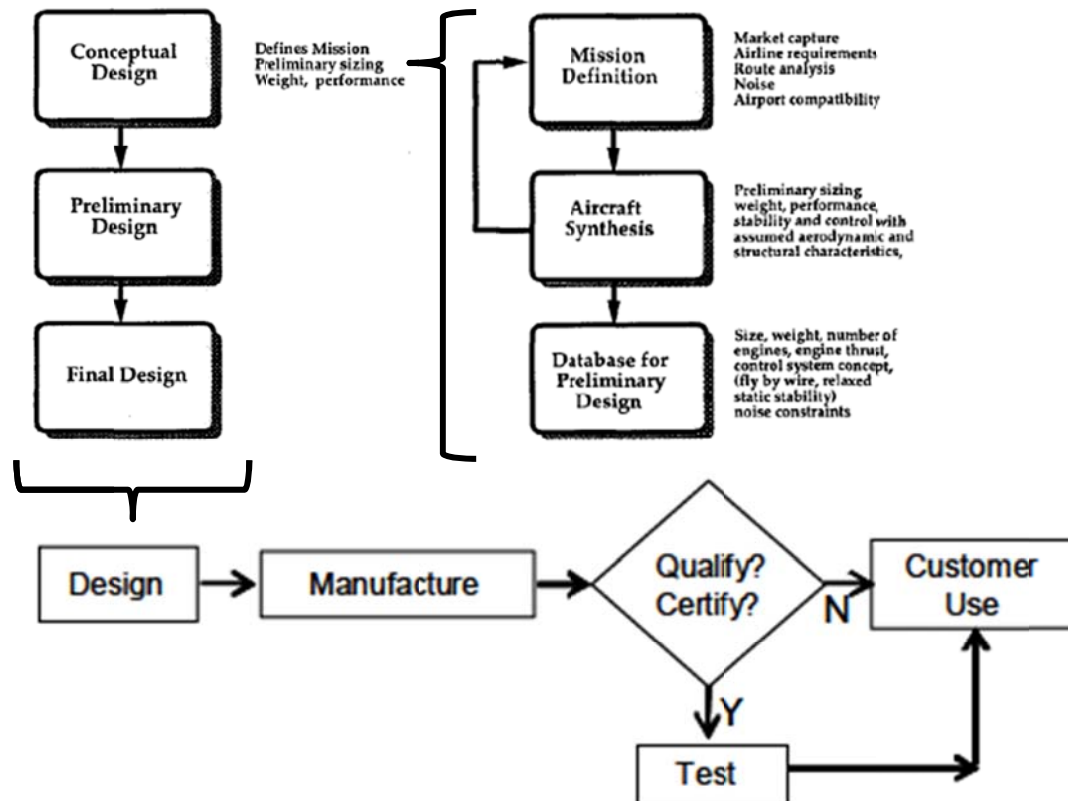 Conceptual
Design
Defines Mission
Preliminary sizing
Weight, performance
Preliminary
Design
Final Design
Mission
Definition
Market capture
Airline requirements
Route analysis
Noise
Airport compatibility
Aircraft
Synthesis
Preliminary sizing
weight, performance,
stability and control with
assumed aerodynamic and
structural characteristics,
Database for
Preliminary
Design
Size, weight, number of
engines, engine thrust,
control system concept,
(fly by wire, relaxed
static stability)
noise constraints
Design
Manufacture
Qualify?
Certify?
N
Customer
Use
Y
Test